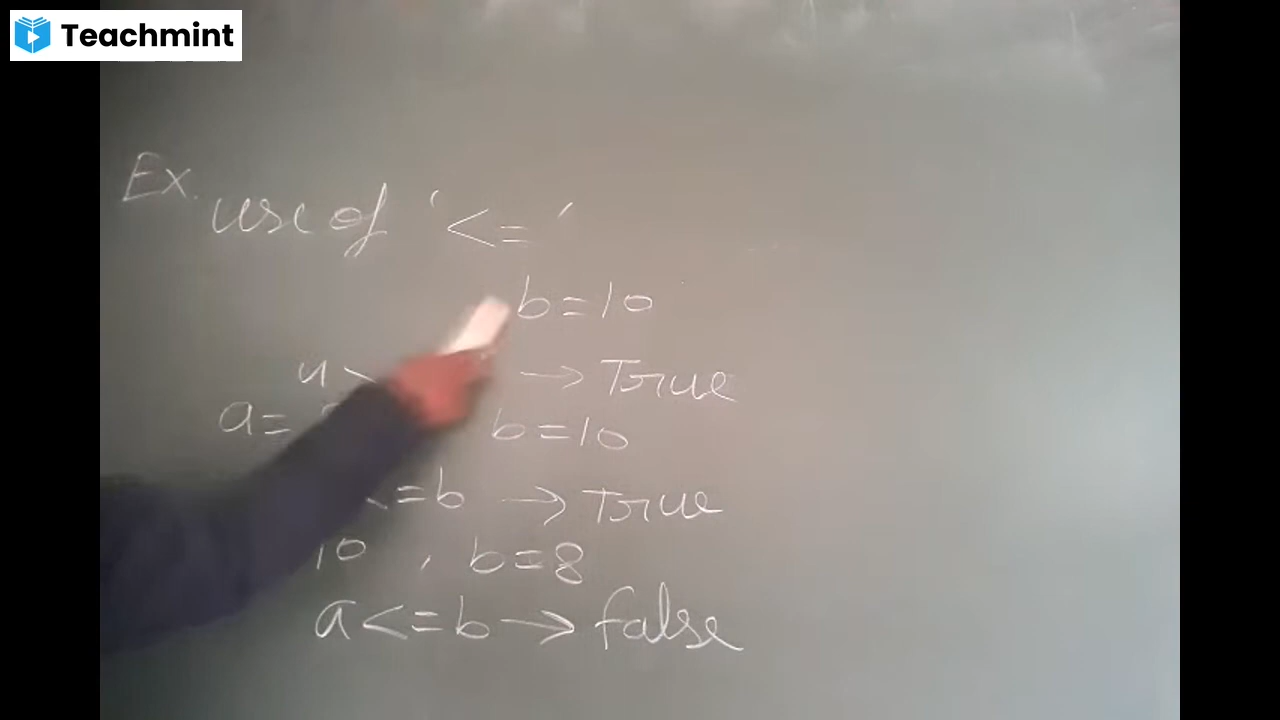 Teachmint
Ex.
use of '<='
b=10
→ True
a= b=10
<=b → True
10 , b=8
a<=b → false